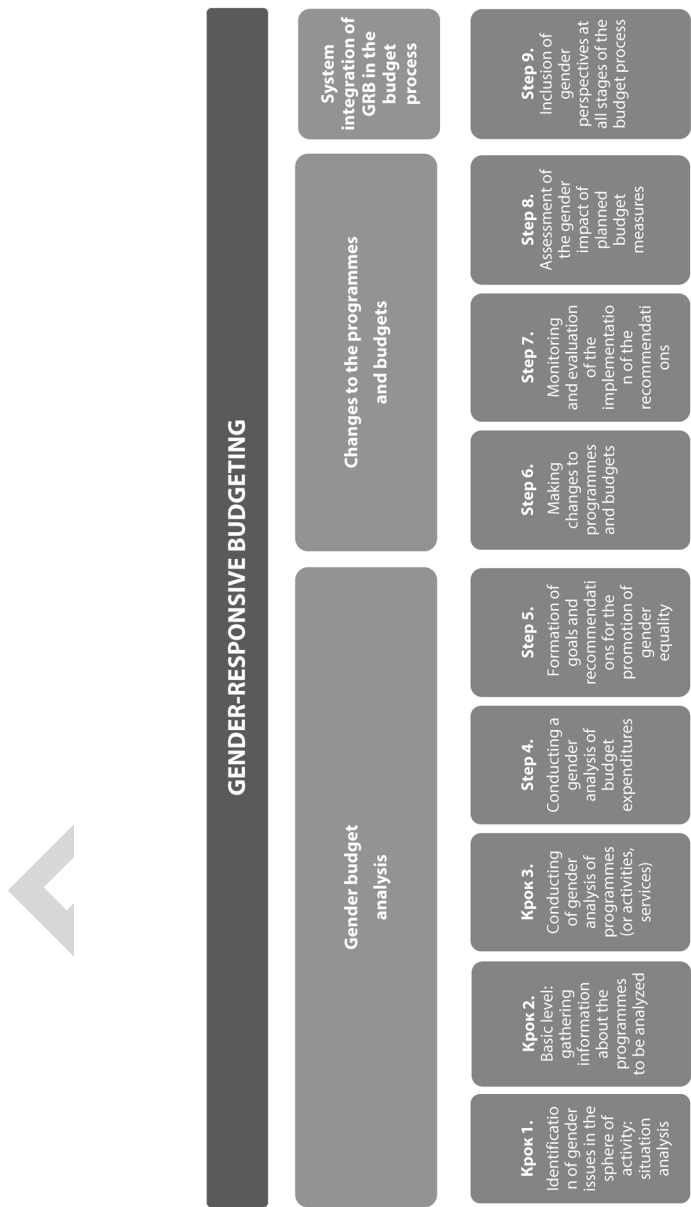 GENDER-RESPONSIVE BUDGETING
Gender budget
analysis
Changes to the programmes
and budgets
System
integration of
GRB in the
budget
process
Крок 1.
Identificatio
n of gender
issues in the
sphere of
activity:
situation
analysis
Крок 2.
Basic level:
gathering
information
about the
programmes
to be analyzed
Крок 3.
Conducting
of gender
analysis of
programmes
(or activities,
services)
Step 4.
Conducting a
gender
analysis of
budget
expenditures
Step 5.
Formation of
goals and
recommendati
ons for the
promotion of
gender
equality
Step 6.
Making
changes to
programmes
and budgets
Step 7.
Monitoring
and evaluation
of the
implementatio
n of the
recommendati
ons
Step 8.
Assessment of
the gender
impact of
planned
budget
measures
Step 9.
Inclusion of
gender
perspectives at
all stages of the
budget process